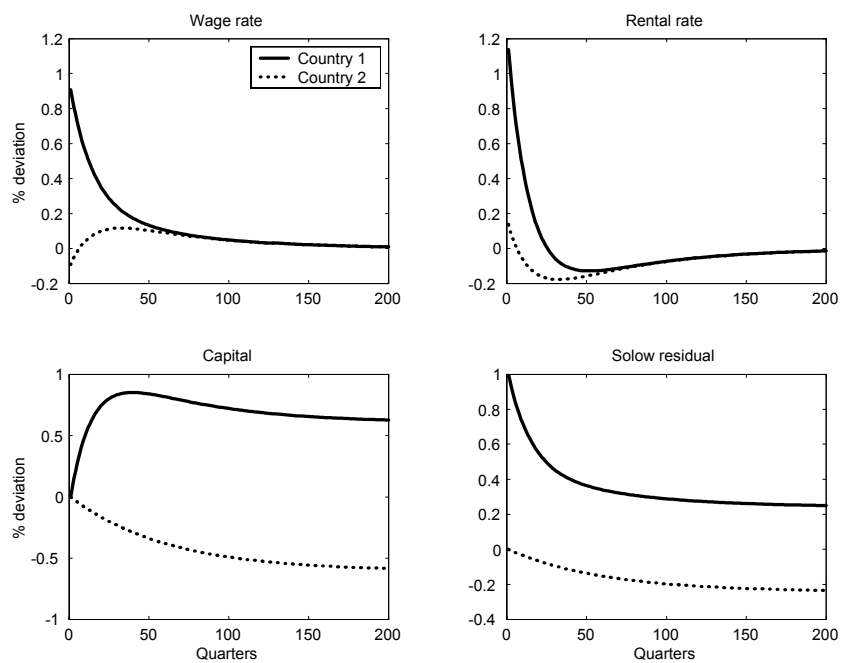 Wage rate
1.2
1
0.8
0.6
0.4
0.2
0
-0.2
% deviation
0 50 100 150 200
Country 1
Country 2
Rental rate
1.2
1
0.8
0.6
0.4
0.2
0
-0.2
0 50 100 150 200
Capital
1
0.5
0
-0.5
-1
% deviation
0 50 100 150 200
Quarters
Solow residual
1
0.8
0.6
0.4
0.2
0
-0.2
-0.4
0 50 100 150 200
Quarters